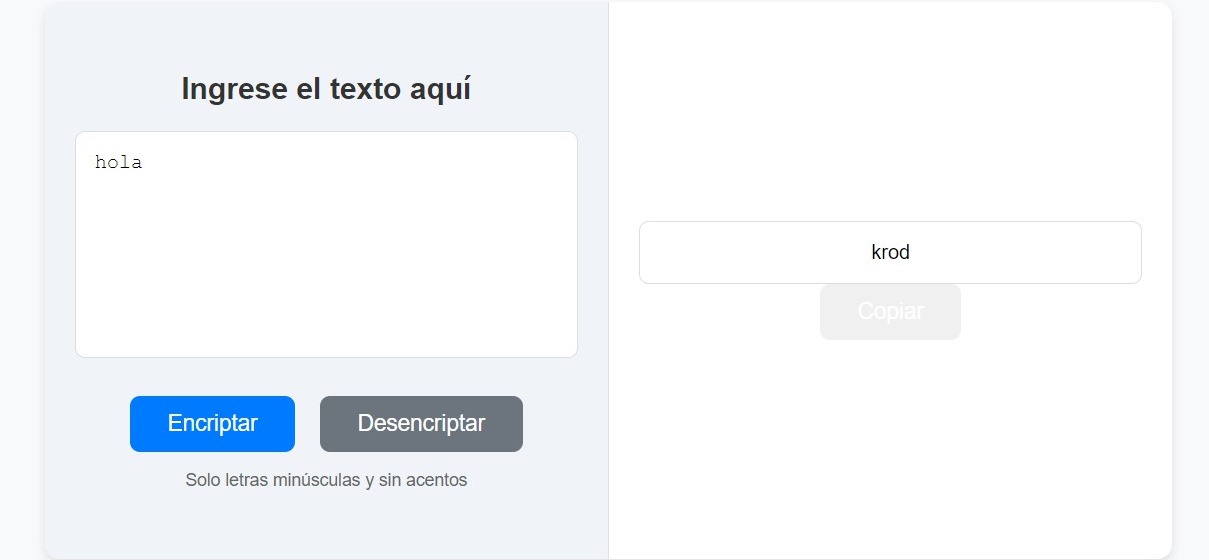 Ingrese el texto aquí
hola
Encriptar Desencriptar
Solo letras minúsculas y sin acentos
krod
Copiar